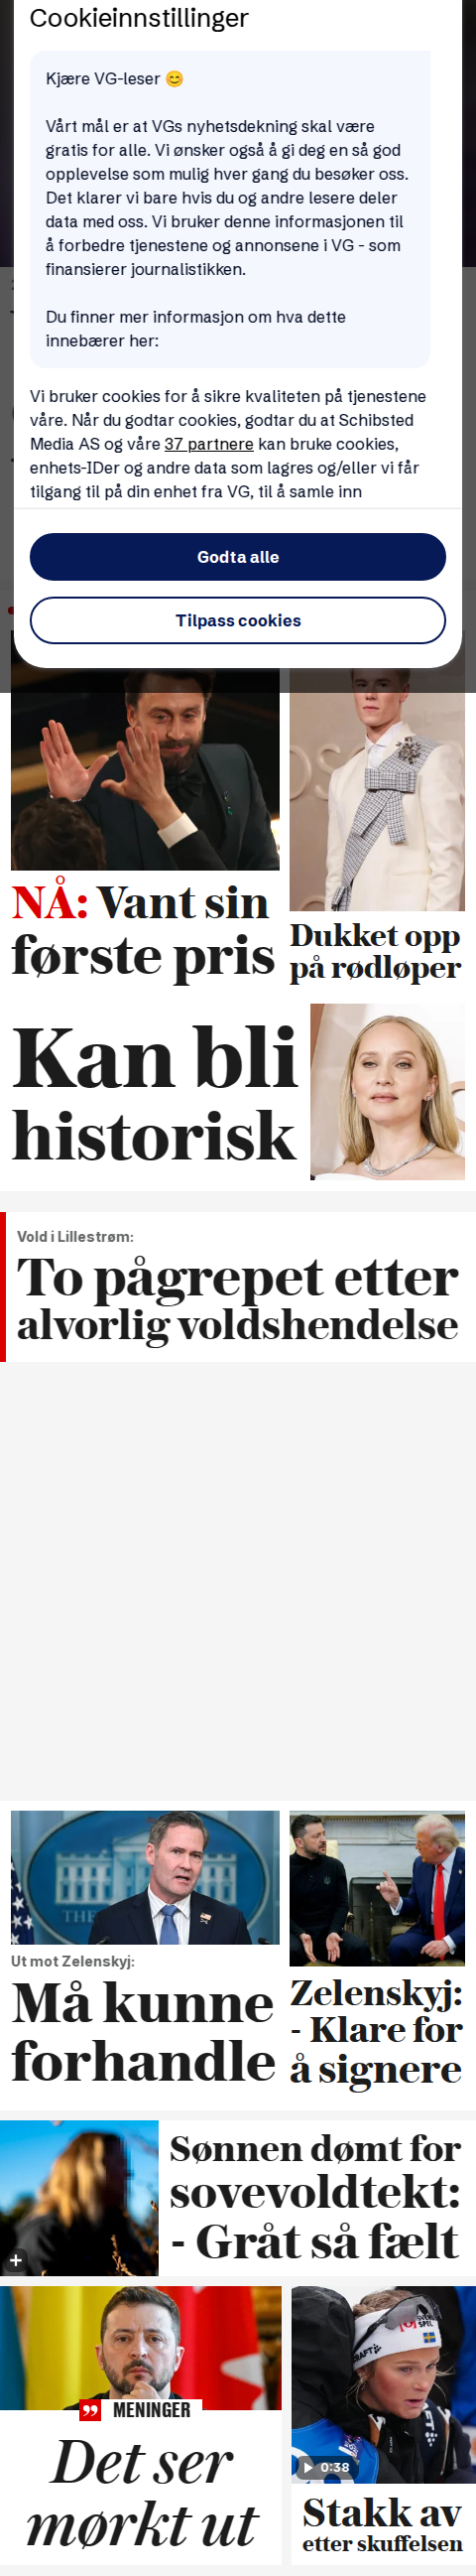 Cookieinnstillinger
Kjære VG-leser 😊
Vårt mål er at VGs nyhetsdekning skal være
gratis for alle. Vi ønsker også å gi deg en så god
opplevelse som mulig hver gang du besøker oss.
Det klarer vi bare hvis du og andre lesere deler
data med oss. Vi bruker denne informasjonen til
å forbedre tjenestene og annonsene i VG - som
finansierer journalistikken.
Du finner mer informasjon om hva dette
innebærer her:
Vi bruker cookies for å sikre kvaliteten på tjenestene
våre. Når du godtar cookies, godtar du at Schibsted
Media AS og våre 37 partnere kan bruke cookies,
enhets-IDer og andre data som lagres og/eller vi får
tilgang til på din enhet fra VG, til å samle inn
Godta alle
Tilpass cookies
NÅ: Vant sin
første pris
Dukket opp
på rødløper
Kan bli
historisk
Vold i Lillestrøm:
To pågrepet etter
alvorlig voldshendelse
Ut mot Zelenskyj:
Må kunne
forhandle
Zelenskyj:
- Klare for
å signere
Sønnen dømt for
sovevoldtekt:
- Gråt så fælt
MENINGER
Det ser
mørkt ut
0:38
Stakk av
etter skuffelsen